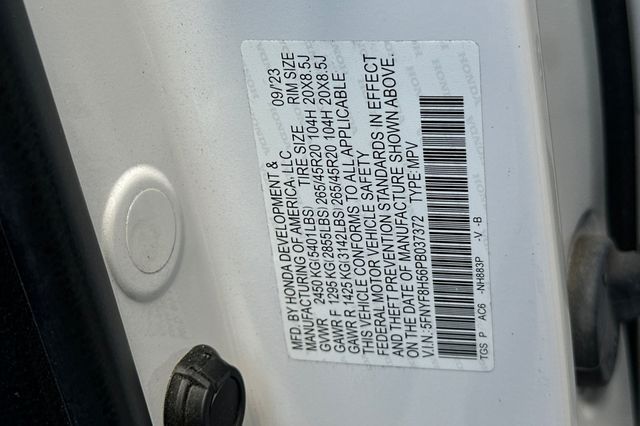 MFD. BY HONDA DEVELOPMENT & 09/23
MANUFACTURING OF AMERICA, LLC TIRE SIZE RIM SIZE
GVWR 2450 KG(5401LBS)
GAWR F 1295 KG(2855LBS) 265/45R20 104H 20X8.5J
GAWR R 1425 KG(3142LBS) 265/45R20 104H 20X8.5J
THIS VEHICLE CONFORMS TO ALL APPLICABLE
FEDERAL MOTOR VEHICLE SAFETY
AND THEFT PREVENTION STANDARDS IN EFFECT
ON THE DATE OF MANUFACTURE SHOWN ABOVE.
V.I.N.: 5FNYF8H56PB037372 TYPE:MPV
TGS P AC6 -NH883P -V -B